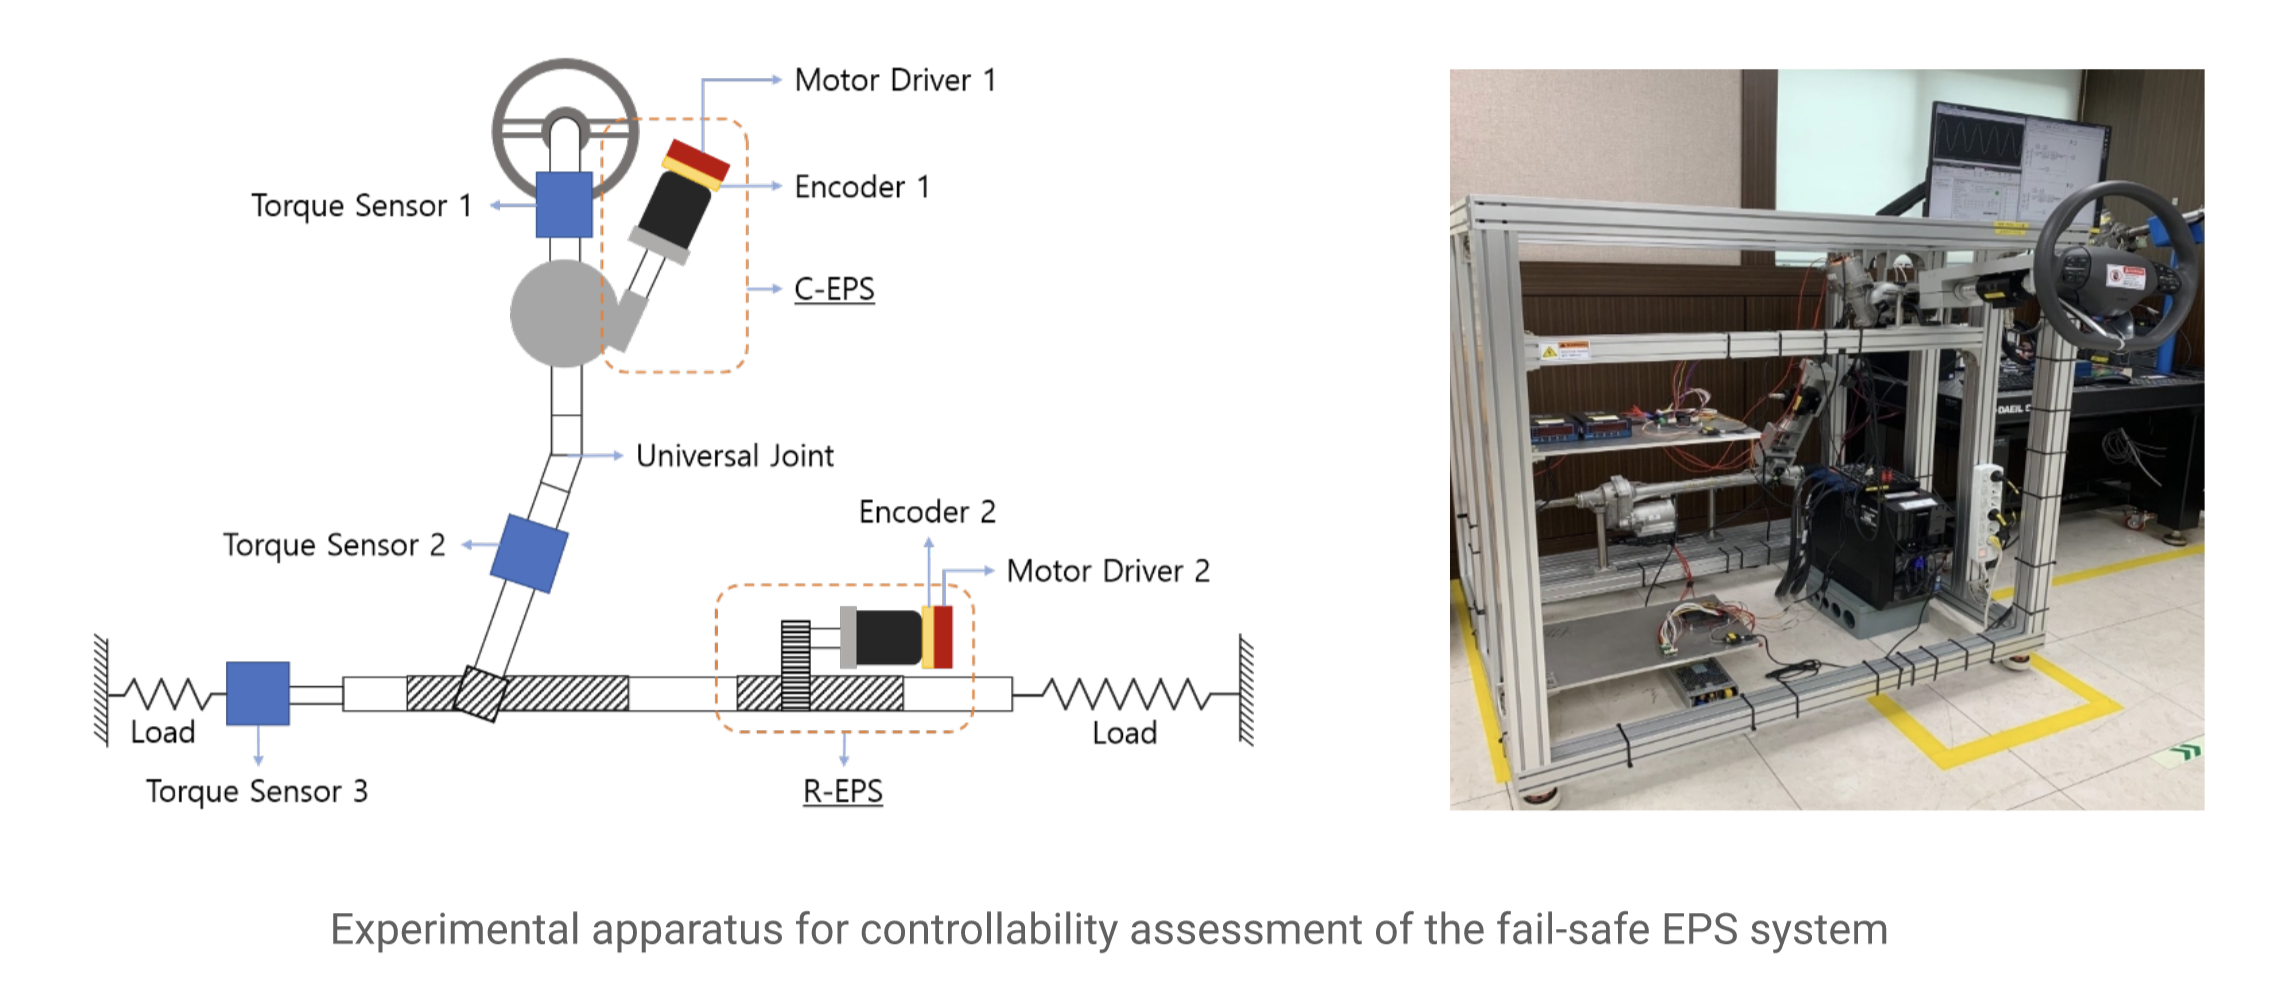 Motor Driver 1
Encoder 1
Torque Sensor 1
C-EPS
Universal Joint
Encoder 2
Torque Sensor 2
Motor Driver 2
Load
Load
Torque Sensor 3
R-EPS
-DAEIL
Experimental apparatus for controllability assessment of the fail-safe EPS system